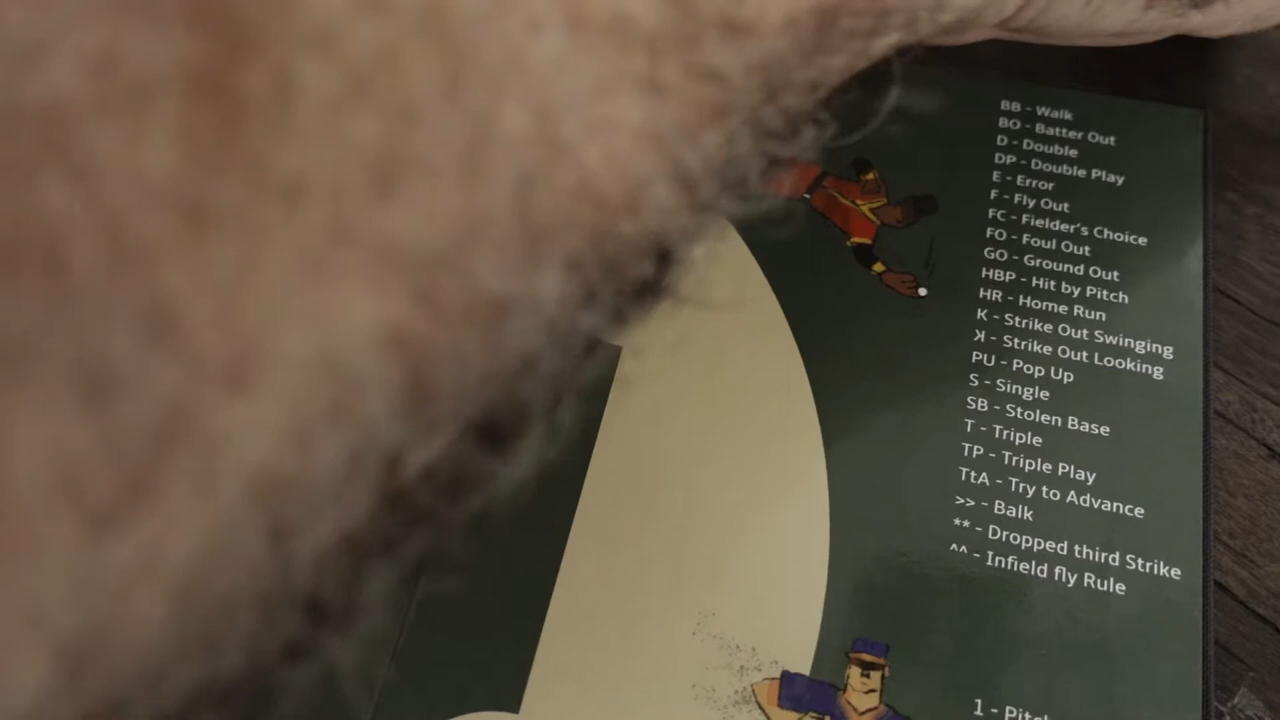 BB - Walk
BO - Batter Out
D - Double
DP - Double Play
E - Error
F - Fly Out
FC - Fielder's Choice
FO - Foul Out
GO - Ground Out
HBP - Hit by Pitch
HR - Home Run
K - Strike Out Swinging
ꓘ - Strike Out Looking
PU - Pop Up
S - Single
SB - Stolen Base
T - Triple
TP - Triple Play
TtA - Try to Advance
>> - Balk
** - Dropped third Strike
^^ - Infield fly Rule
1 -